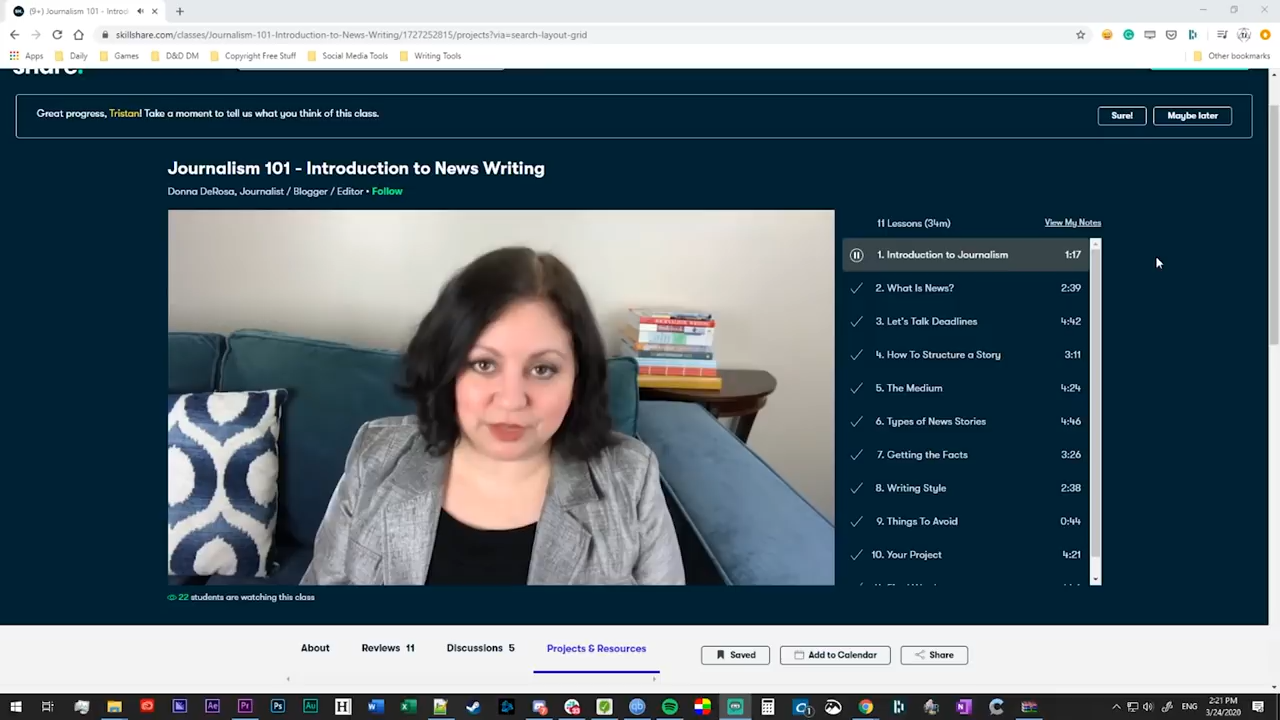 (9+) Journalism 101 - Introd
skillshare.com/classes/Journalism-101-Introduction-to-News-Writing/1727252815/projects?via=search-layout-grid
Apps Daily Games D&D DM Copyright Free Stuff Social Media Tools Writing Tools Other bookmarks
share.
Great progress, Tristan! Take a moment to tell us what you think of this class. Sure! Maybe later
Journalism 101 - Introduction to News Writing
Donna DeRosa, Journalist / Blogger / Editor • Follow
11 Lessons (34m) View My Notes
1. Introduction to Journalism 1:17
2. What Is News? 2:39
3. Let's Talk Deadlines 4:42
4. How To Structure a Story 3:11
5. The Medium 4:24
6. Types of News Stories 4:46
7. Getting the Facts 3:26
8. Writing Style 2:38
9. Things To Avoid 0:44
10. Your Project 4:21
22 students are watching this class
About Reviews 11 Discussions 5 Projects & Resources Saved Add to Calendar Share
2:21 PM
3/24/2020